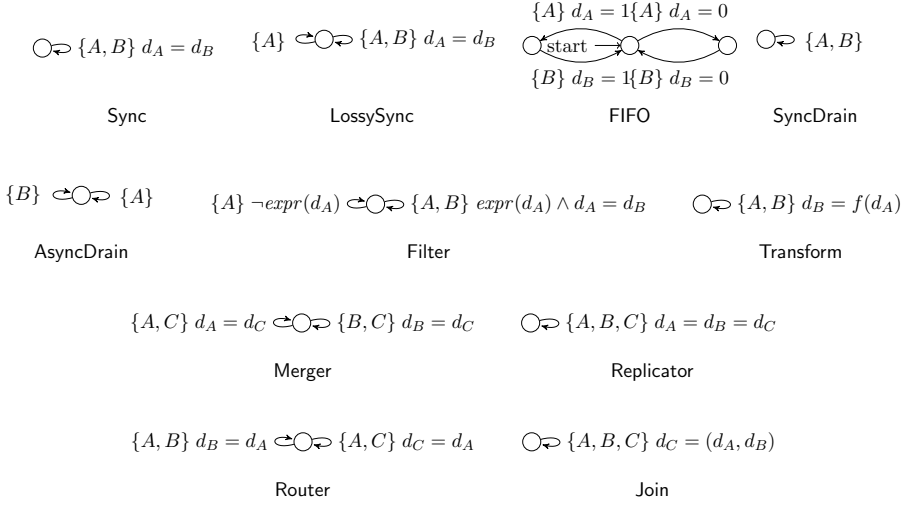 {A} d_A = 1{A} d_A = 0
{A, B} d_A = d_B
{A} {A, B} d_A = d_B
start
{A, B}
{B} d_B = 1{B} d_B = 0
Sync LossySync FIFO SyncDrain
{B} {A}
{A} ¬expr(d_A) {A, B} expr(d_A) ∧ d_A = d_B
{A, B} d_B = f(d_A)
AsyncDrain Filter Transform
{A, C} d_A = d_C {B, C} d_B = d_C
{A, B, C} d_A = d_B = d_C
Merger Replicator
{A, B} d_B = d_A {A, C} d_C = d_A
{A, B, C} d_C = (d_A, d_B)
Router Join